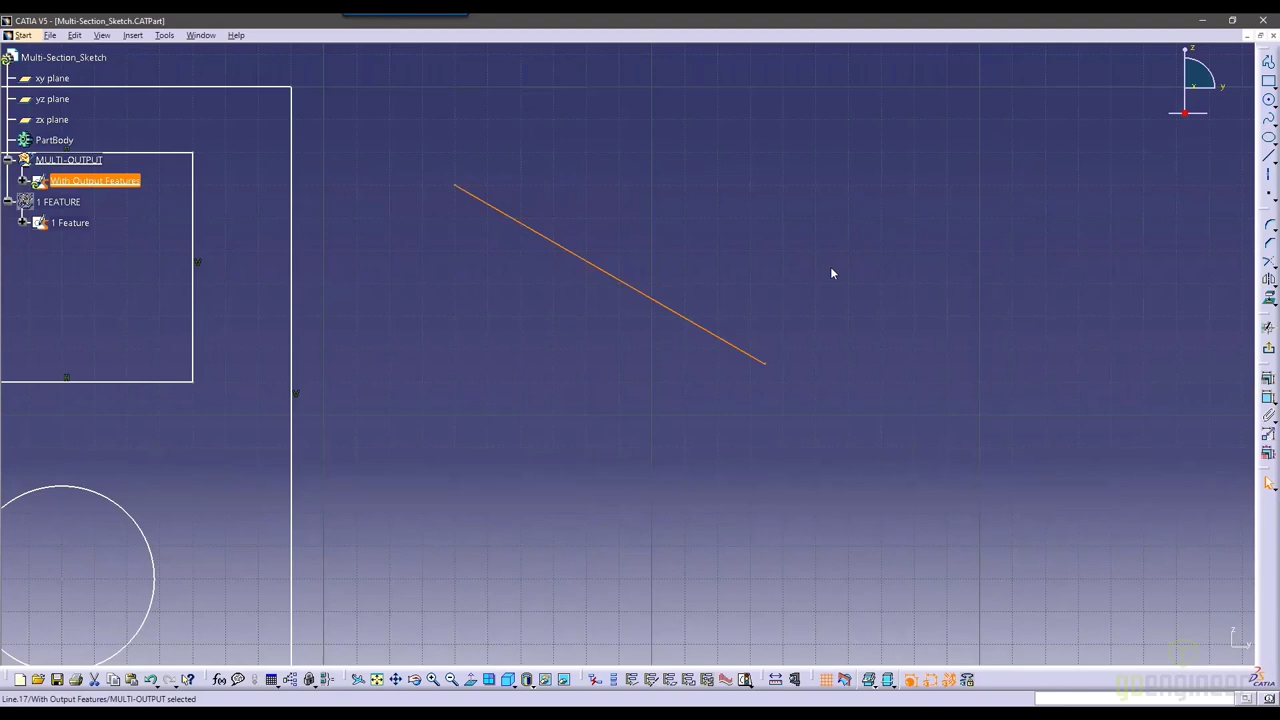 CATIA V5 - [Multi-Section_Sketch.CATPart]
Start File Edit View Insert Tools Window Help
Multi-Section_Sketch
xy plane
yz plane
zx plane
PartBody
MULTI-OUTPUT
With Output Features
1 FEATURE
1 Feature
z
x
y
V
H
V
z
y
f(x)
goengineer
CATIA
Line.17/With Output Features/MULTI-OUTPUT selected